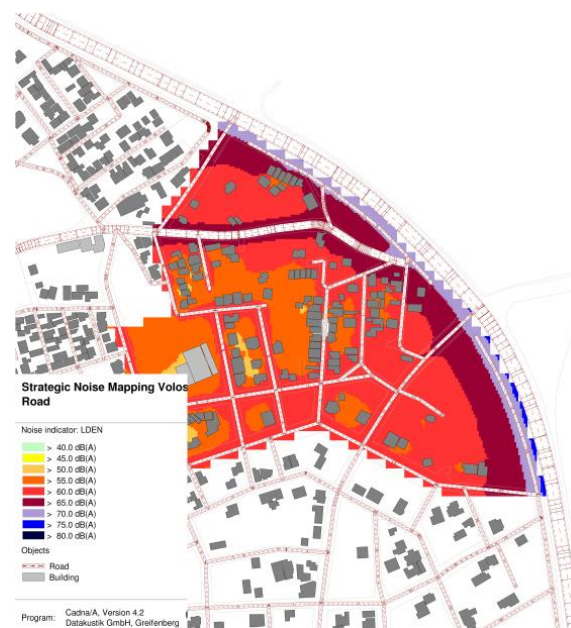 Strategic Noise Mapping Volos
Road
Noise indicator: LDEN
> 40.0 dB(A)
> 45.0 dB(A)
> 50.0 dB(A)
> 55.0 dB(A)
> 60.0 dB(A)
> 65.0 dB(A)
> 70.0 dB(A)
> 75.0 dB(A)
> 80.0 dB(A)
Objects
Road
Building
Program: Cadna/A, Version 4.2
Datakustik GmbH, Greifenberg